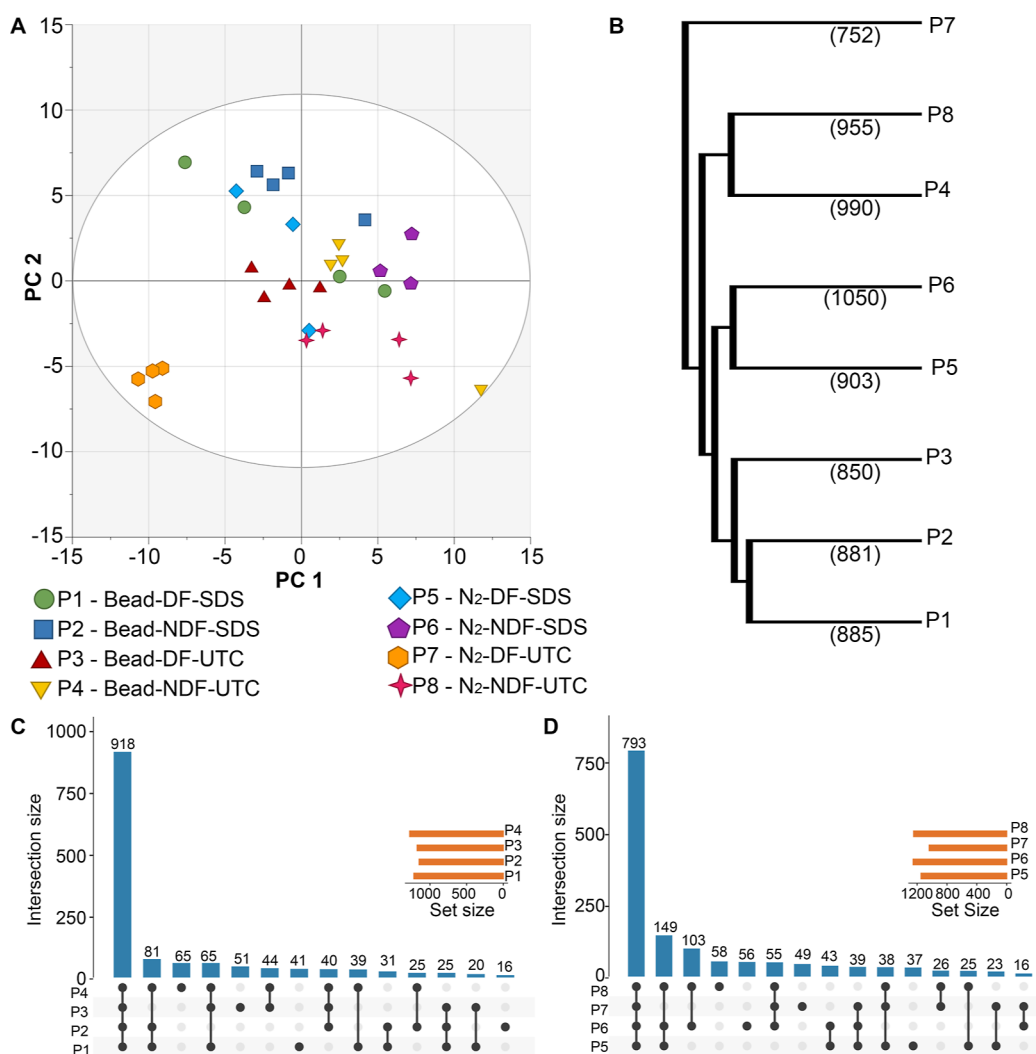 A
15
10
5
0
-5
-10
-15
PC 2
-15
-10
-5
0
5
10
15
PC 1
P1 - Bead-DF-SDS
P2 - Bead-NDF-SDS
P3 - Bead-DF-UTC
P4 - Bead-NDF-UTC
P5 - N2-DF-SDS
P6 - N2-NDF-SDS
P7 - N2-DF-UTC
P8 - N2-NDF-UTC
B
P7
(752)
P8
(955)
P4
(990)
P6
(1050)
P5
(903)
P3
(850)
P2
(881)
P1
(885)
C
Intersection size
1000
750
500
250
0
918
81
65
65
51
44
41
40
39
31
25
25
20
16
P4
P3
P2
P1
P4
P3
P2
P1
1000
500
0
Set size
D
Intersection size
750
500
250
0
793
149
103
58
56
55
49
43
39
38
37
26
25
23
16
P8
P7
P6
P5
P8
P7
P6
P5
1200
800
400
0
Set Size